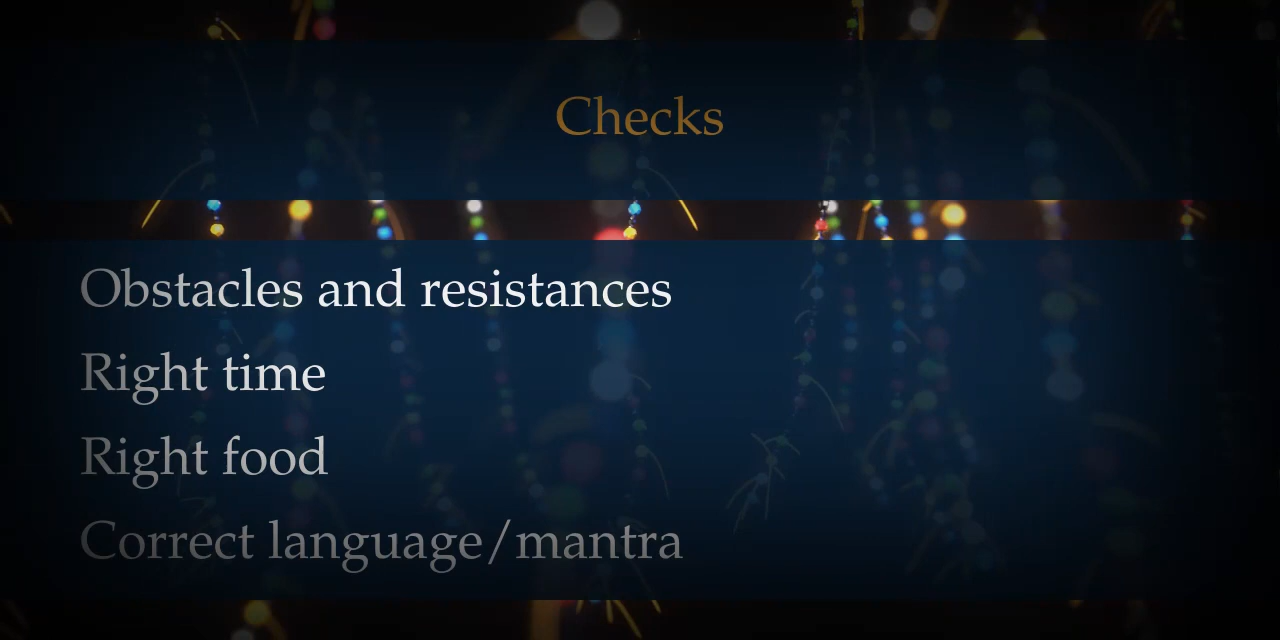 Checks
Obstacles and resistances
Right time
Right food
Correct language/mantra